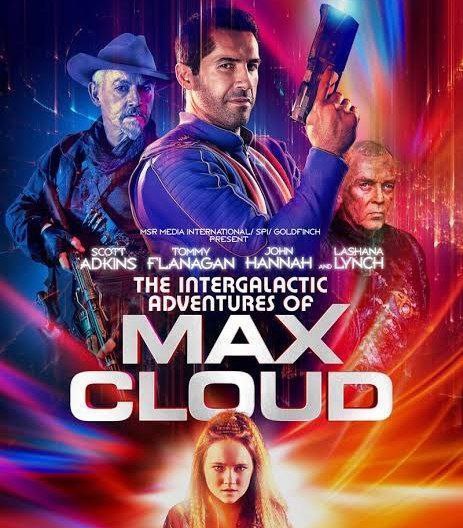 MSR MEDIA INTERNATIONAL/ SPI/ GOLDFINCH
PRESENT
SCOTT ADKINS TOMMY FLANAGAN JOHN HANNAH AND LASHANA LYNCH
THE INTERGALACTIC
ADVENTURES OF
MAX
CLOUD